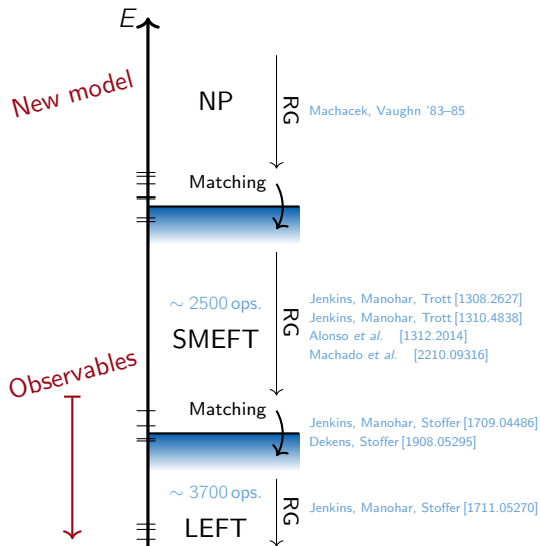 E
New model
NP
RG
Machacek, Vaughn '83–85
Matching
~ 2500 ops.
SMEFT
RG
Jenkins, Manohar, Trott [1308.2627]
Jenkins, Manohar, Trott [1310.4838]
Alonso et al. [1312.2014]
Machado et al. [2210.09316]
Observables
Matching
Jenkins, Manohar, Stoffer [1709.04486]
Dekens, Stoffer [1908.05295]
~ 3700 ops.
LEFT
RG
Jenkins, Manohar, Stoffer [1711.05270]